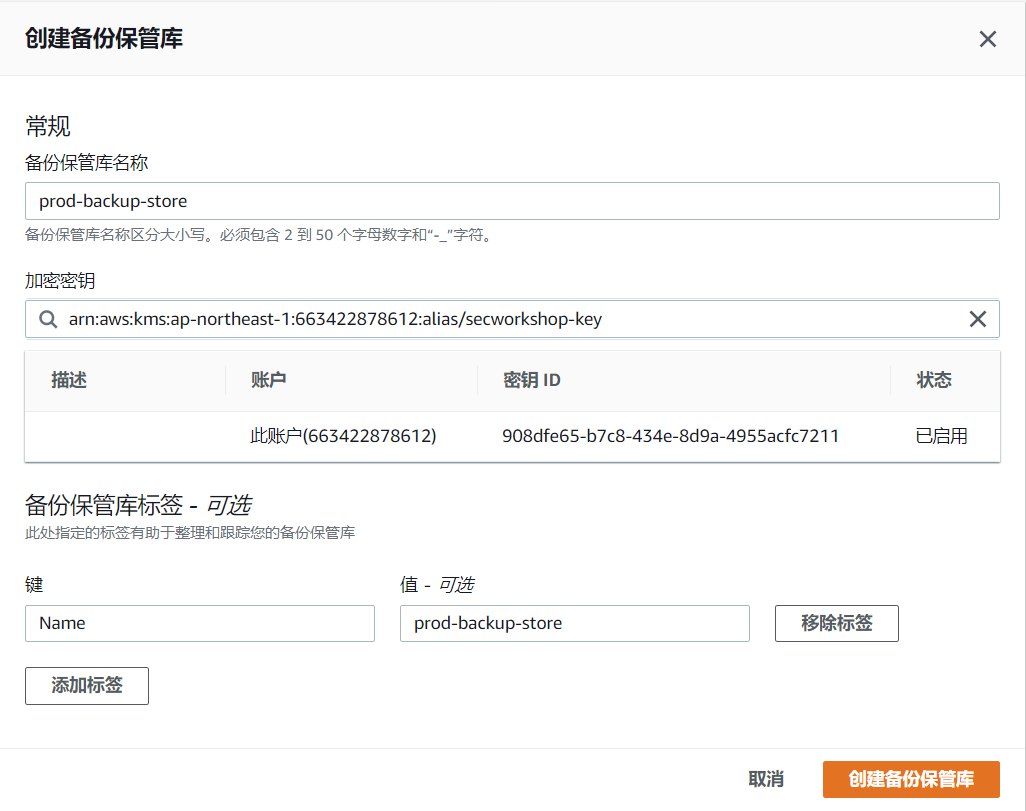 创建备份保管库
常规
备份保管库名称
prod-backup-store
备份保管库名称区分大小写。必须包含 2 到 50 个字母数字和“-_”字符。
加密密钥
arn:aws:kms:ap-northeast-1:663422878612:alias/secworkshop-key
描述 账户 密钥 ID 状态
此账户(663422878612) 908dfe65-b7c8-434e-8d9a-4955acfc7211 已启用
备份保管库标签 - 可选
此处指定的标签有助于整理和跟踪您的备份保管库
键 值 - 可选
Name prod-backup-store 移除标签
添加标签
取消 创建备份保管库